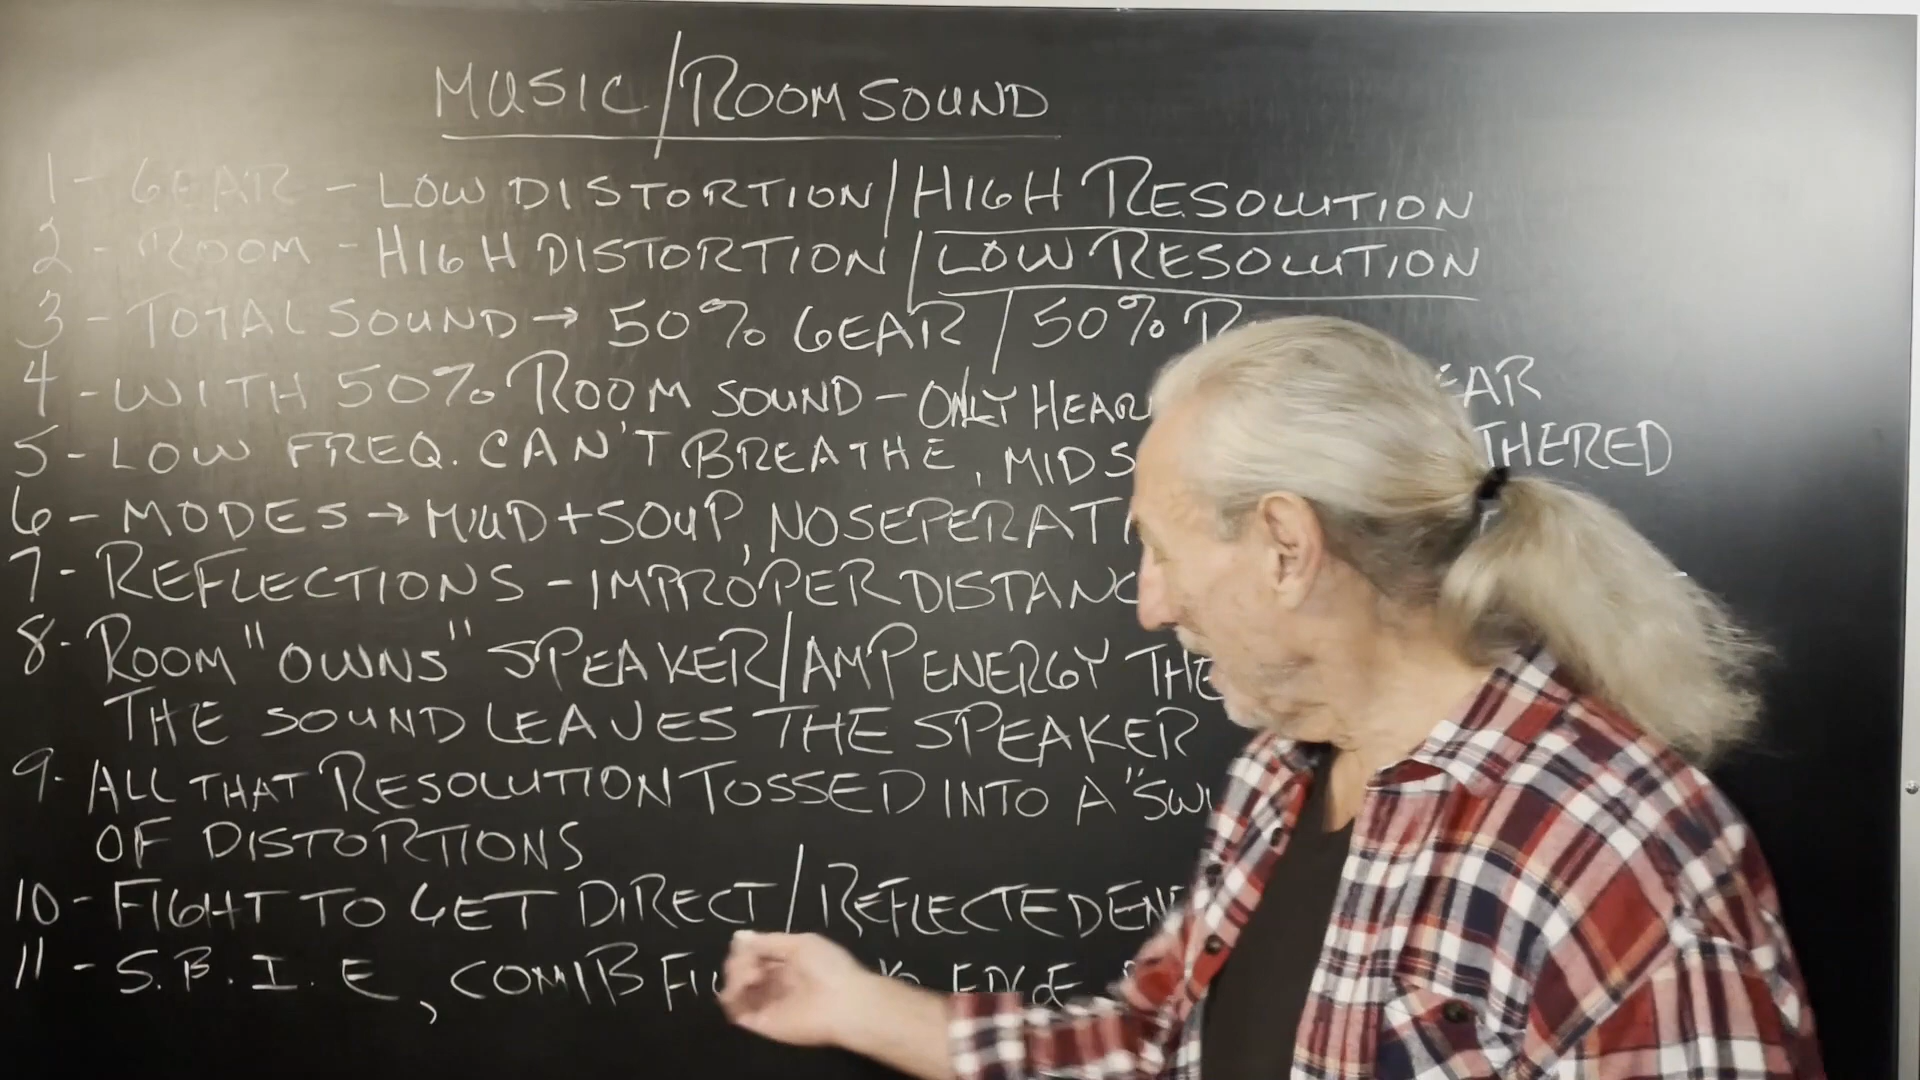 MUSIC/ROOM SOUND
1 - GEAR - LOW DISTORTION/HIGH RESOLUTION
2 - ROOM - HIGH DISTORTION/LOW RESOLUTION
3 - TOTAL SOUND → 50% GEAR / 50%
4 - WITH 50% ROOM SOUND - ONLY HEAR
5 - LOW FREQ. CAN'T BREATHE, MIDS
6 - MODES → MUD + SOUP, NO
7 - REFLECTIONS - IMPROPER
8 - ROOM "OWNS" SPEAKER/AMP ENERGY
THE SOUND LEAVES THE SPEAKER
9 - ALL THAT RESOLUTION TOSSED INTO A
OF DISTORTIONS
10 - FIGHT TO GET DIRECT/REFLECTED
11 - S.B.I.E, COMB EDGE